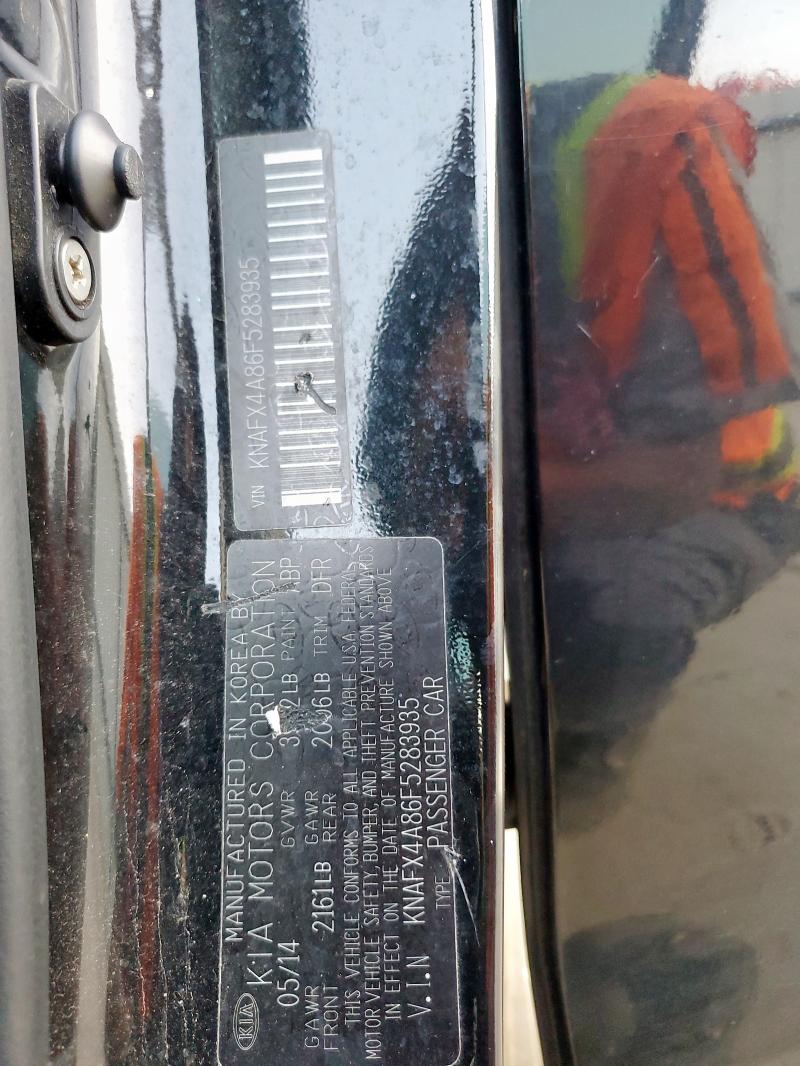 VIN KNAFX4A86F5283935
MANUFACTURED IN KOREA BY
KIA KIA MOTORS CORPORATION
05/14 GVWR LB PAINT ABP
GAWR FRONT 2161LB GAWR REAR LB TRIM DFR
THIS VEHICLE CONFORMS TO ALL APPLICABLE U.S.A. FEDERAL
MOTOR VEHICLE SAFETY, BUMPER, AND THEFT PREVENTION STANDARDS
IN EFFECT ON THE DATE OF MANUFACTURE SHOWN ABOVE
V.I.N KNAFX4A86F5283935
TYPE PASSENGER CAR